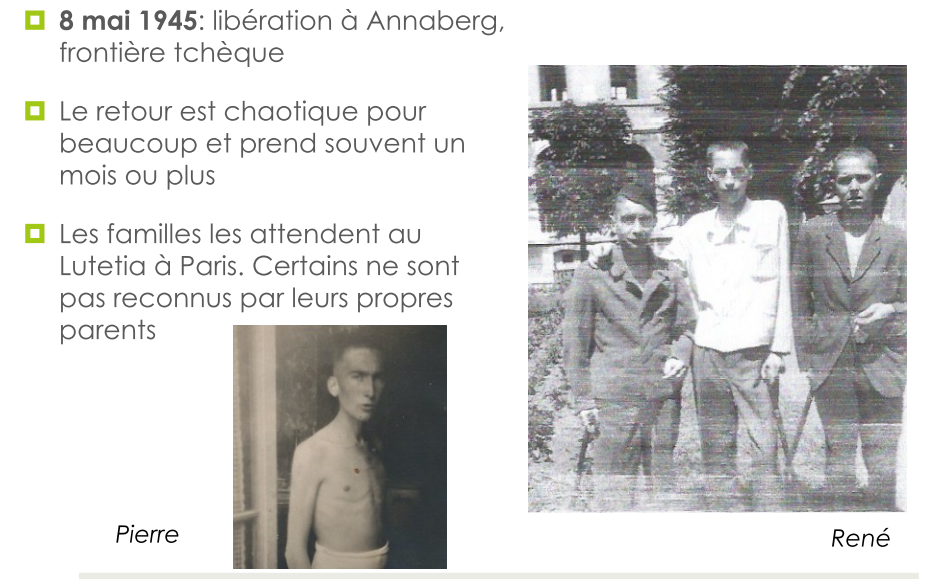 8 mai 1945: libération à Annaberg,
frontière tchèque
Le retour est chaotique pour
beaucoup et prend souvent un
mois ou plus
Les familles les attendent au
Lutetia à Paris. Certains ne sont
pas reconnus par leurs propres
parents
Pierre
René